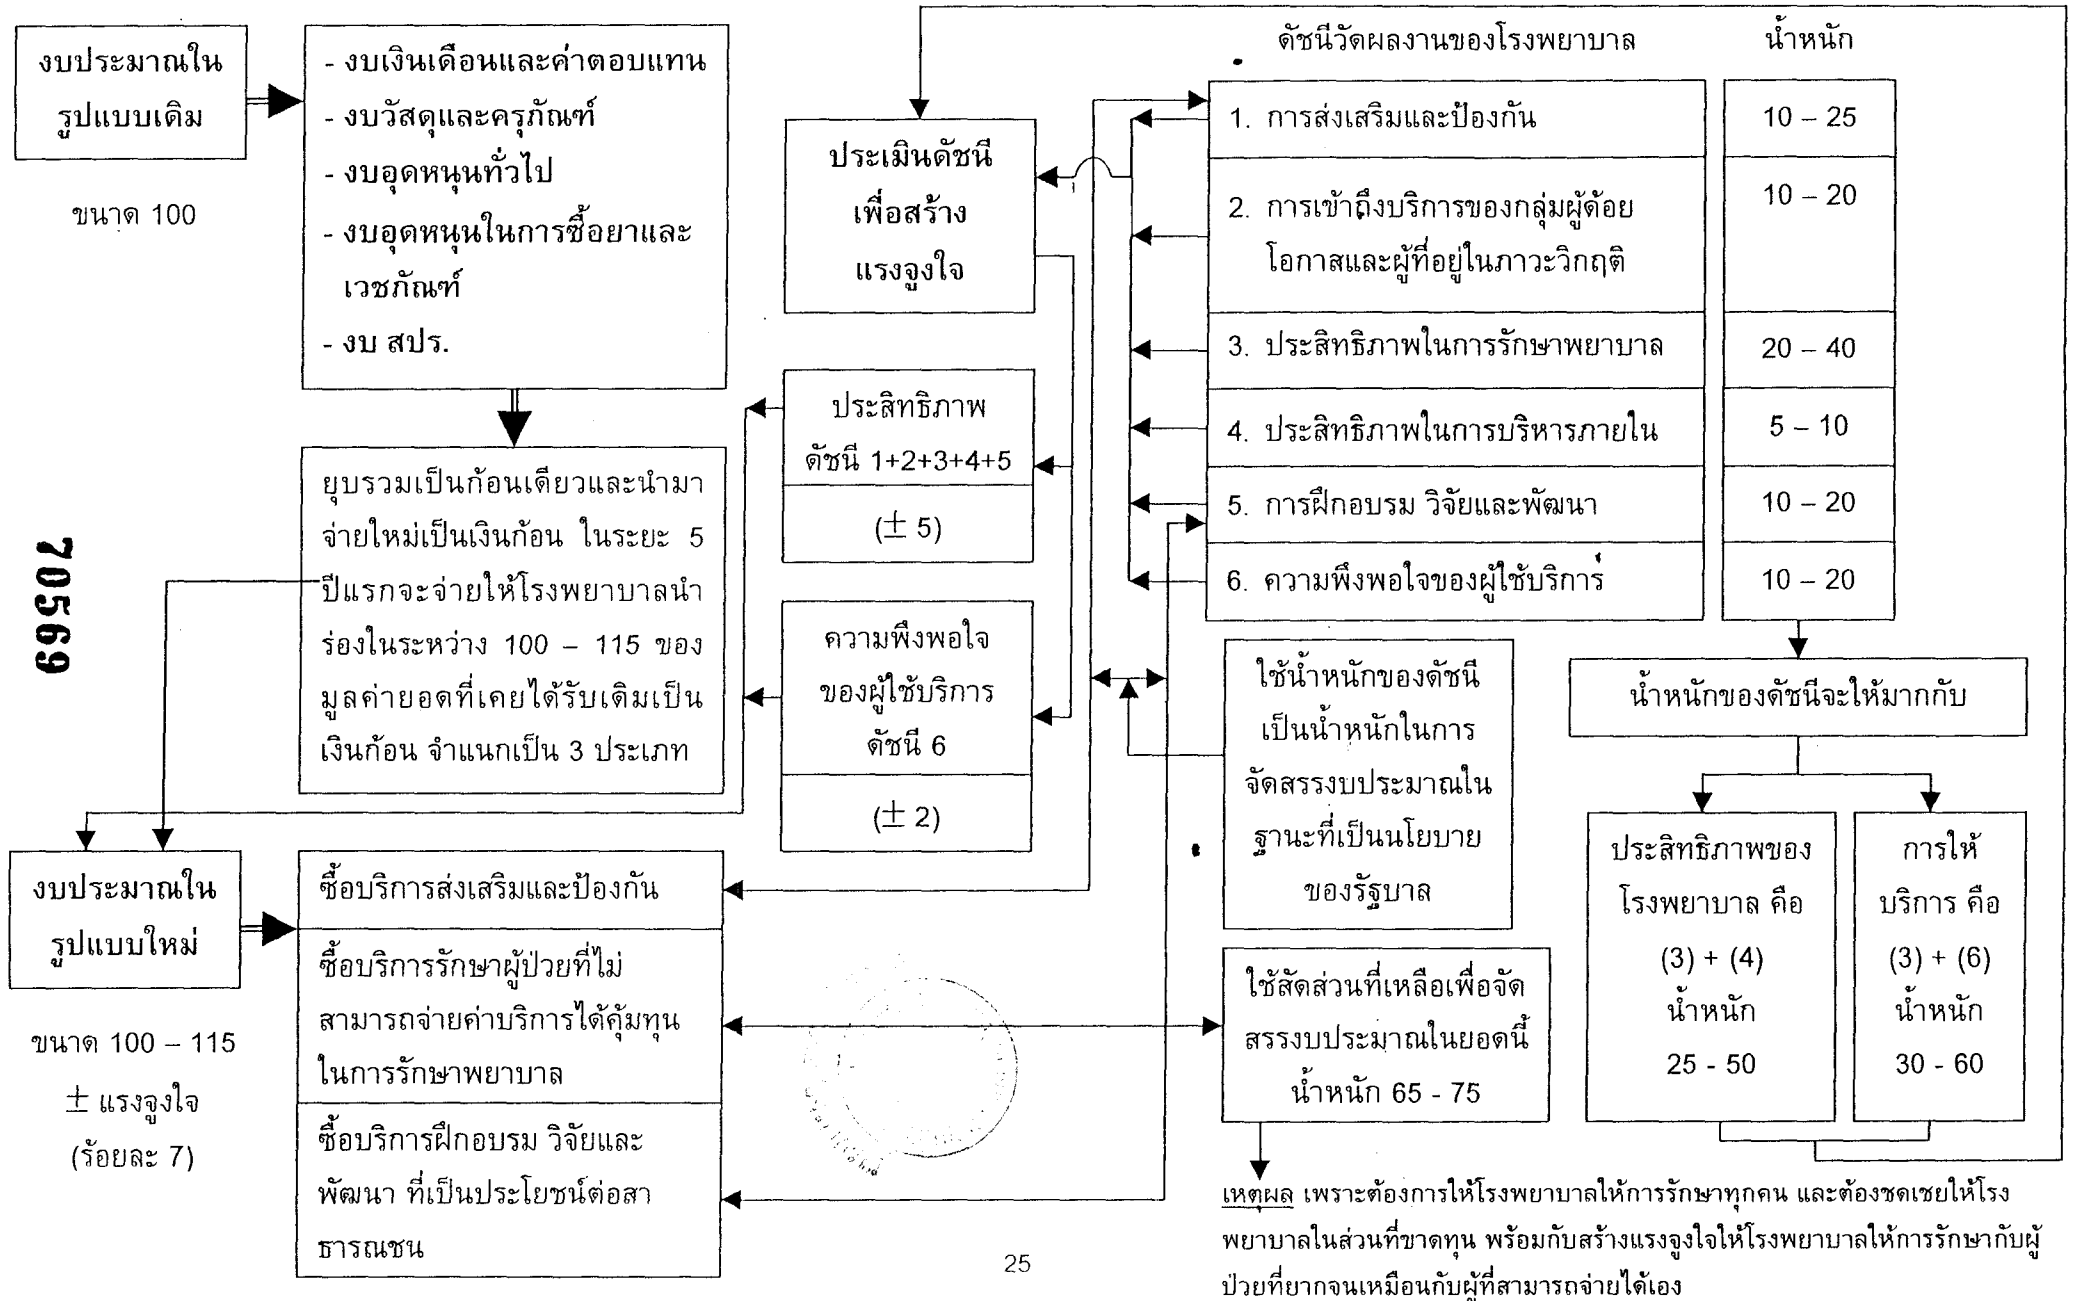 งบประมาณใน
รูปแบบเดิม
ขนาด 100
- งบเงินเดือนและค่าตอบแทน
- งบวัสดุและครุภัณฑ์
- งบอุดหนุนทั่วไป
- งบอุดหนุนในการซื้อยาและ
เวชภัณฑ์
- งบ สปร.
ยุบรวมเป็นก้อนเดียวและนำมา
จ่ายใหม่เป็นเงินก้อน ในระยะ 5
ปีแรกจะจ่ายให้โรงพยาบาลนำ
ร่องในระหว่าง 100 – 115 ของ
มูลค่ายอดที่เคยได้รับเดิมเป็น
เงินก้อน จำแนกเป็น 3 ประเภท
70569
งบประมาณใน
รูปแบบใหม่
ขนาด 100 – 115
± แรงจูงใจ
(ร้อยละ 7)
ซื้อบริการส่งเสริมและป้องกัน
ซื้อบริการรักษาผู้ป่วยที่ไม่
สามารถจ่ายค่าบริการได้คุ้มทุน
ในการรักษาพยาบาล
ซื้อบริการฝึกอบรม วิจัยและ
พัฒนา ที่เป็นประโยชน์ต่อสา
ธารณชน
ประเมินดัชนี
เพื่อสร้าง
แรงจูงใจ
ประสิทธิภาพ
ดัชนี 1+2+3+4+5
(± 5)
ความพึงพอใจ
ของผู้ใช้บริการ
ดัชนี 6
(± 2)
ดัชนีวัดผลงานของโรงพยาบาล น้ำหนัก
1. การส่งเสริมและป้องกัน 10 – 25
2. การเข้าถึงบริการของกลุ่มผู้ด้อย 10 – 20
โอกาสและผู้ที่อยู่ในภาวะวิกฤติ
3. ประสิทธิภาพในการรักษาพยาบาล 20 – 40
4. ประสิทธิภาพในการบริหารภายใน 5 – 10
5. การฝึกอบรม วิจัยและพัฒนา 10 – 20
6. ความพึงพอใจของผู้ใช้บริการ 10 – 20
ใช้น้ำหนักของดัชนี
เป็นน้ำหนักในการ
จัดสรรงบประมาณใน
ฐานะที่เป็นนโยบาย
ของรัฐบาล
น้ำหนักของดัชนีจะให้มากกับ
ประสิทธิภาพของ
โรงพยาบาล คือ
(3) + (4)
น้ำหนัก
25 - 50
การให้
บริการ คือ
(3) + (6)
น้ำหนัก
30 - 60
ใช้สัดส่วนที่เหลือเพื่อจัด
สรรงบประมาณในยอดนี้
น้ำหนัก 65 - 75
เหตุผล เพราะต้องการให้โรงพยาบาลให้การรักษาทุกคน และต้องชดเชยให้โรง
พยาบาลในส่วนที่ขาดทุน พร้อมกับสร้างแรงจูงใจให้โรงพยาบาลให้การรักษากับผู้
ป่วยที่ยากจนเหมือนกับผู้ที่สามารถจ่ายได้เอง
25